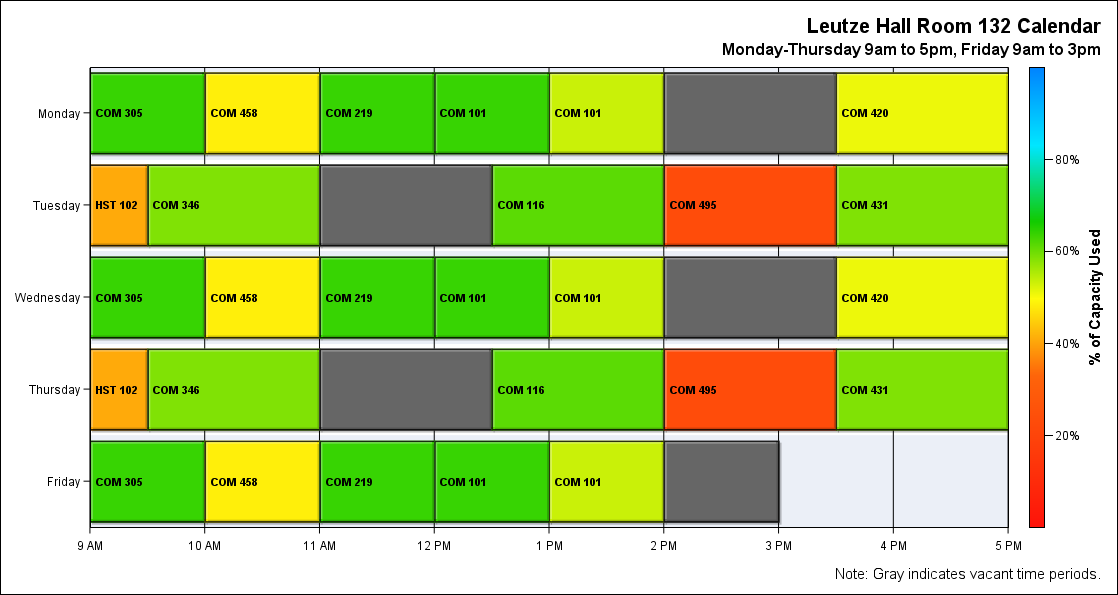 Leutze Hall Room 132 Calendar
Monday-Thursday 9am to 5pm, Friday 9am to 3pm
Monday COM 305 COM 458 COM 219 COM 101 COM 101 COM 420
Tuesday HST 102 COM 346 COM 116 COM 495 COM 431
Wednesday COM 305 COM 458 COM 219 COM 101 COM 101 COM 420
Thursday HST 102 COM 346 COM 116 COM 495 COM 431
Friday COM 305 COM 458 COM 219 COM 101 COM 101
9 AM 10 AM 11 AM 12 PM 1 PM 2 PM 3 PM 4 PM 5 PM
80%
60%
40%
20%
% of Capacity Used
Note: Gray indicates vacant time periods.